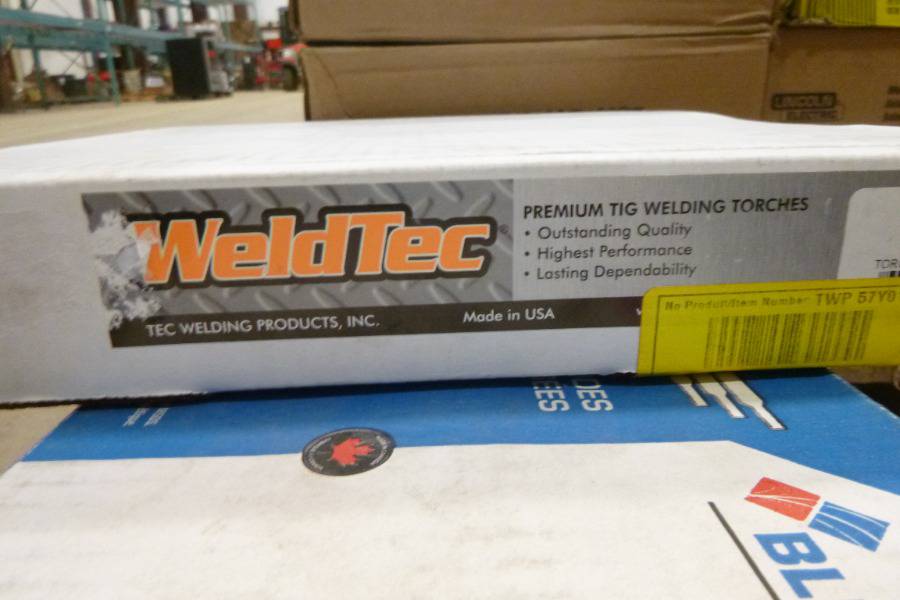 LINCOLN
ELECTRIC
WeldTec
PREMIUM TIG WELDING TORCHES
• Outstanding Quality
• Highest Performance
• Lasting Dependability
TEC WELDING PRODUCTS, INC.
Made in USA
No Produit/Item Number: TWP 57Y0
BL